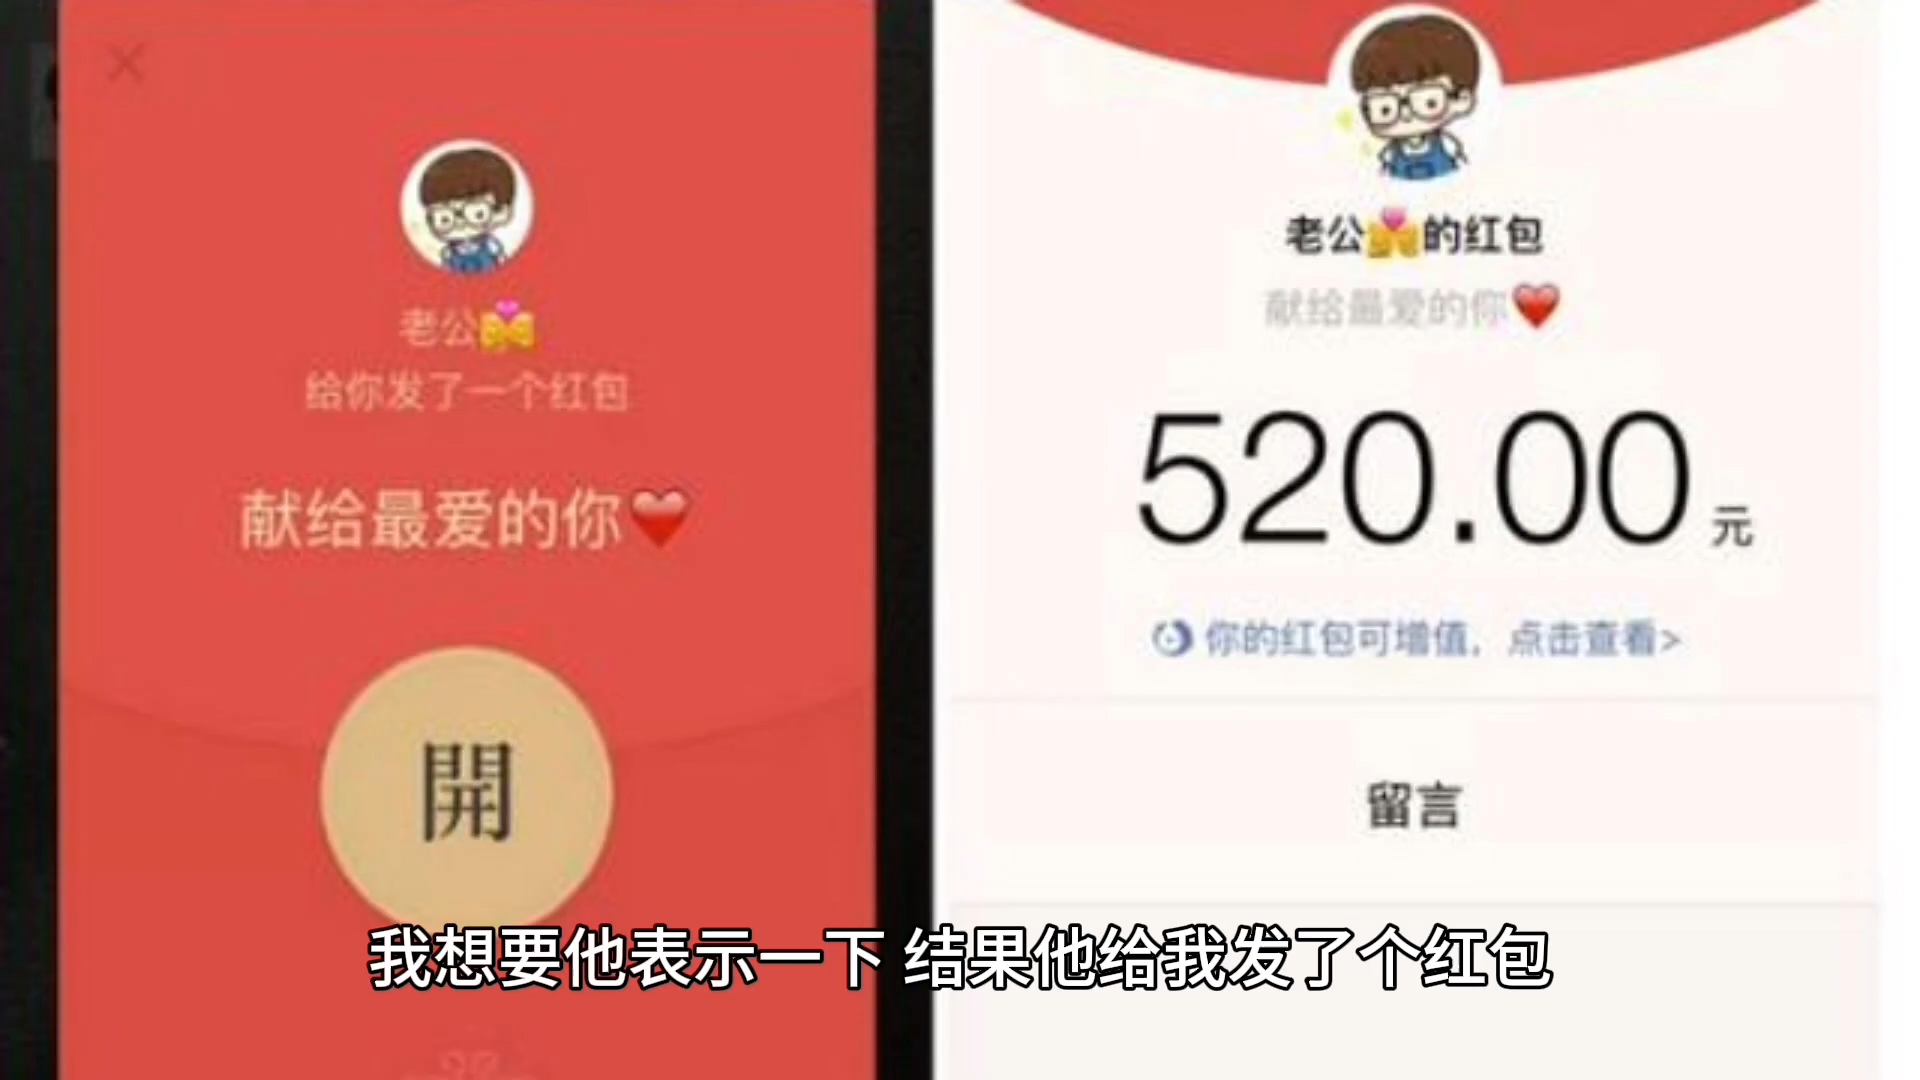 老公💏
给你发了一个红包
献给最爱的你❤️
開
老公💏的红包
献给最爱的你❤️
520.00元
你的红包可增值，点击查看>
留言
我想要他表示一下 结果他给我发了个红包